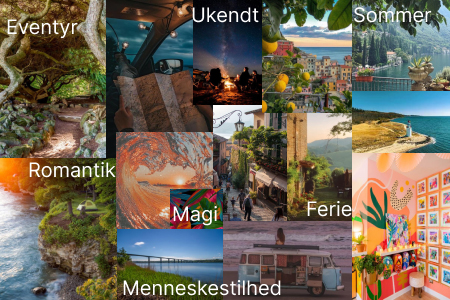 Eventyr
Ukendt
Sommer
Romantik
Magi
Ferie
Menneskestilhed